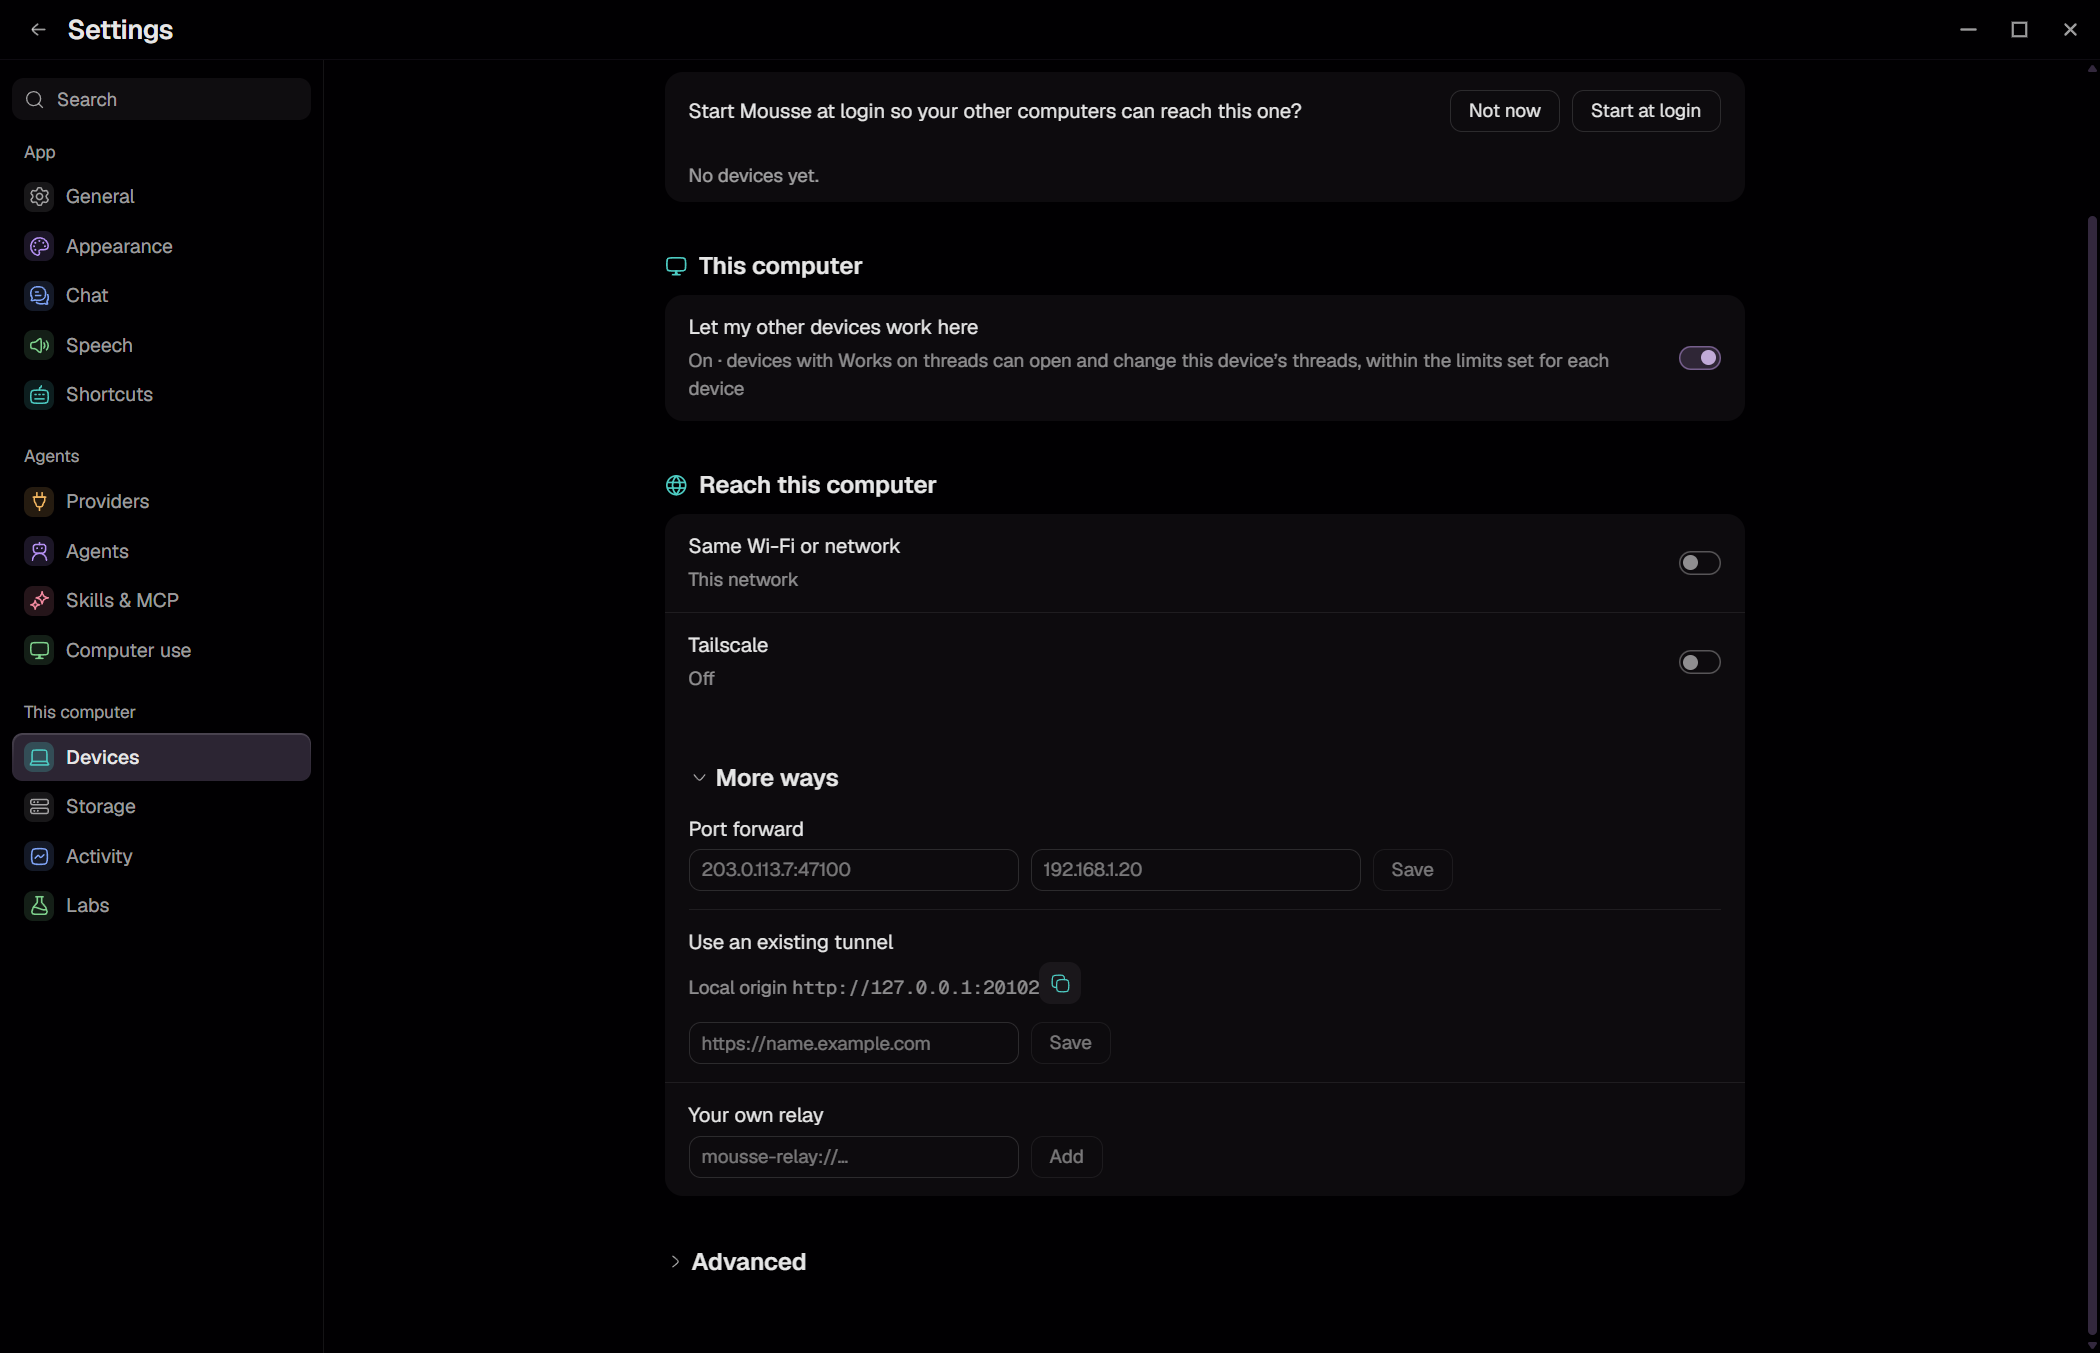 Settings
Search
App
General
Appearance
Chat
Speech
Shortcuts
Agents
Providers
Agents
Skills & MCP
Computer use
This computer
Devices
Storage
Activity
Labs
Start Mousse at login so your other computers can reach this one?
Not now
Start at login
No devices yet.
This computer
Let my other devices work here
On · devices with Works on threads can open and change this device’s threads, within the limits set for each
device
Reach this computer
Same Wi-Fi or network
This network
Tailscale
Off
More ways
Port forward
203.0.113.7:47100
192.168.1.20
Save
Use an existing tunnel
Local origin http://127.0.0.1:20102
https://name.example.com
Save
Your own relay
mousse-relay://...
Add
Advanced